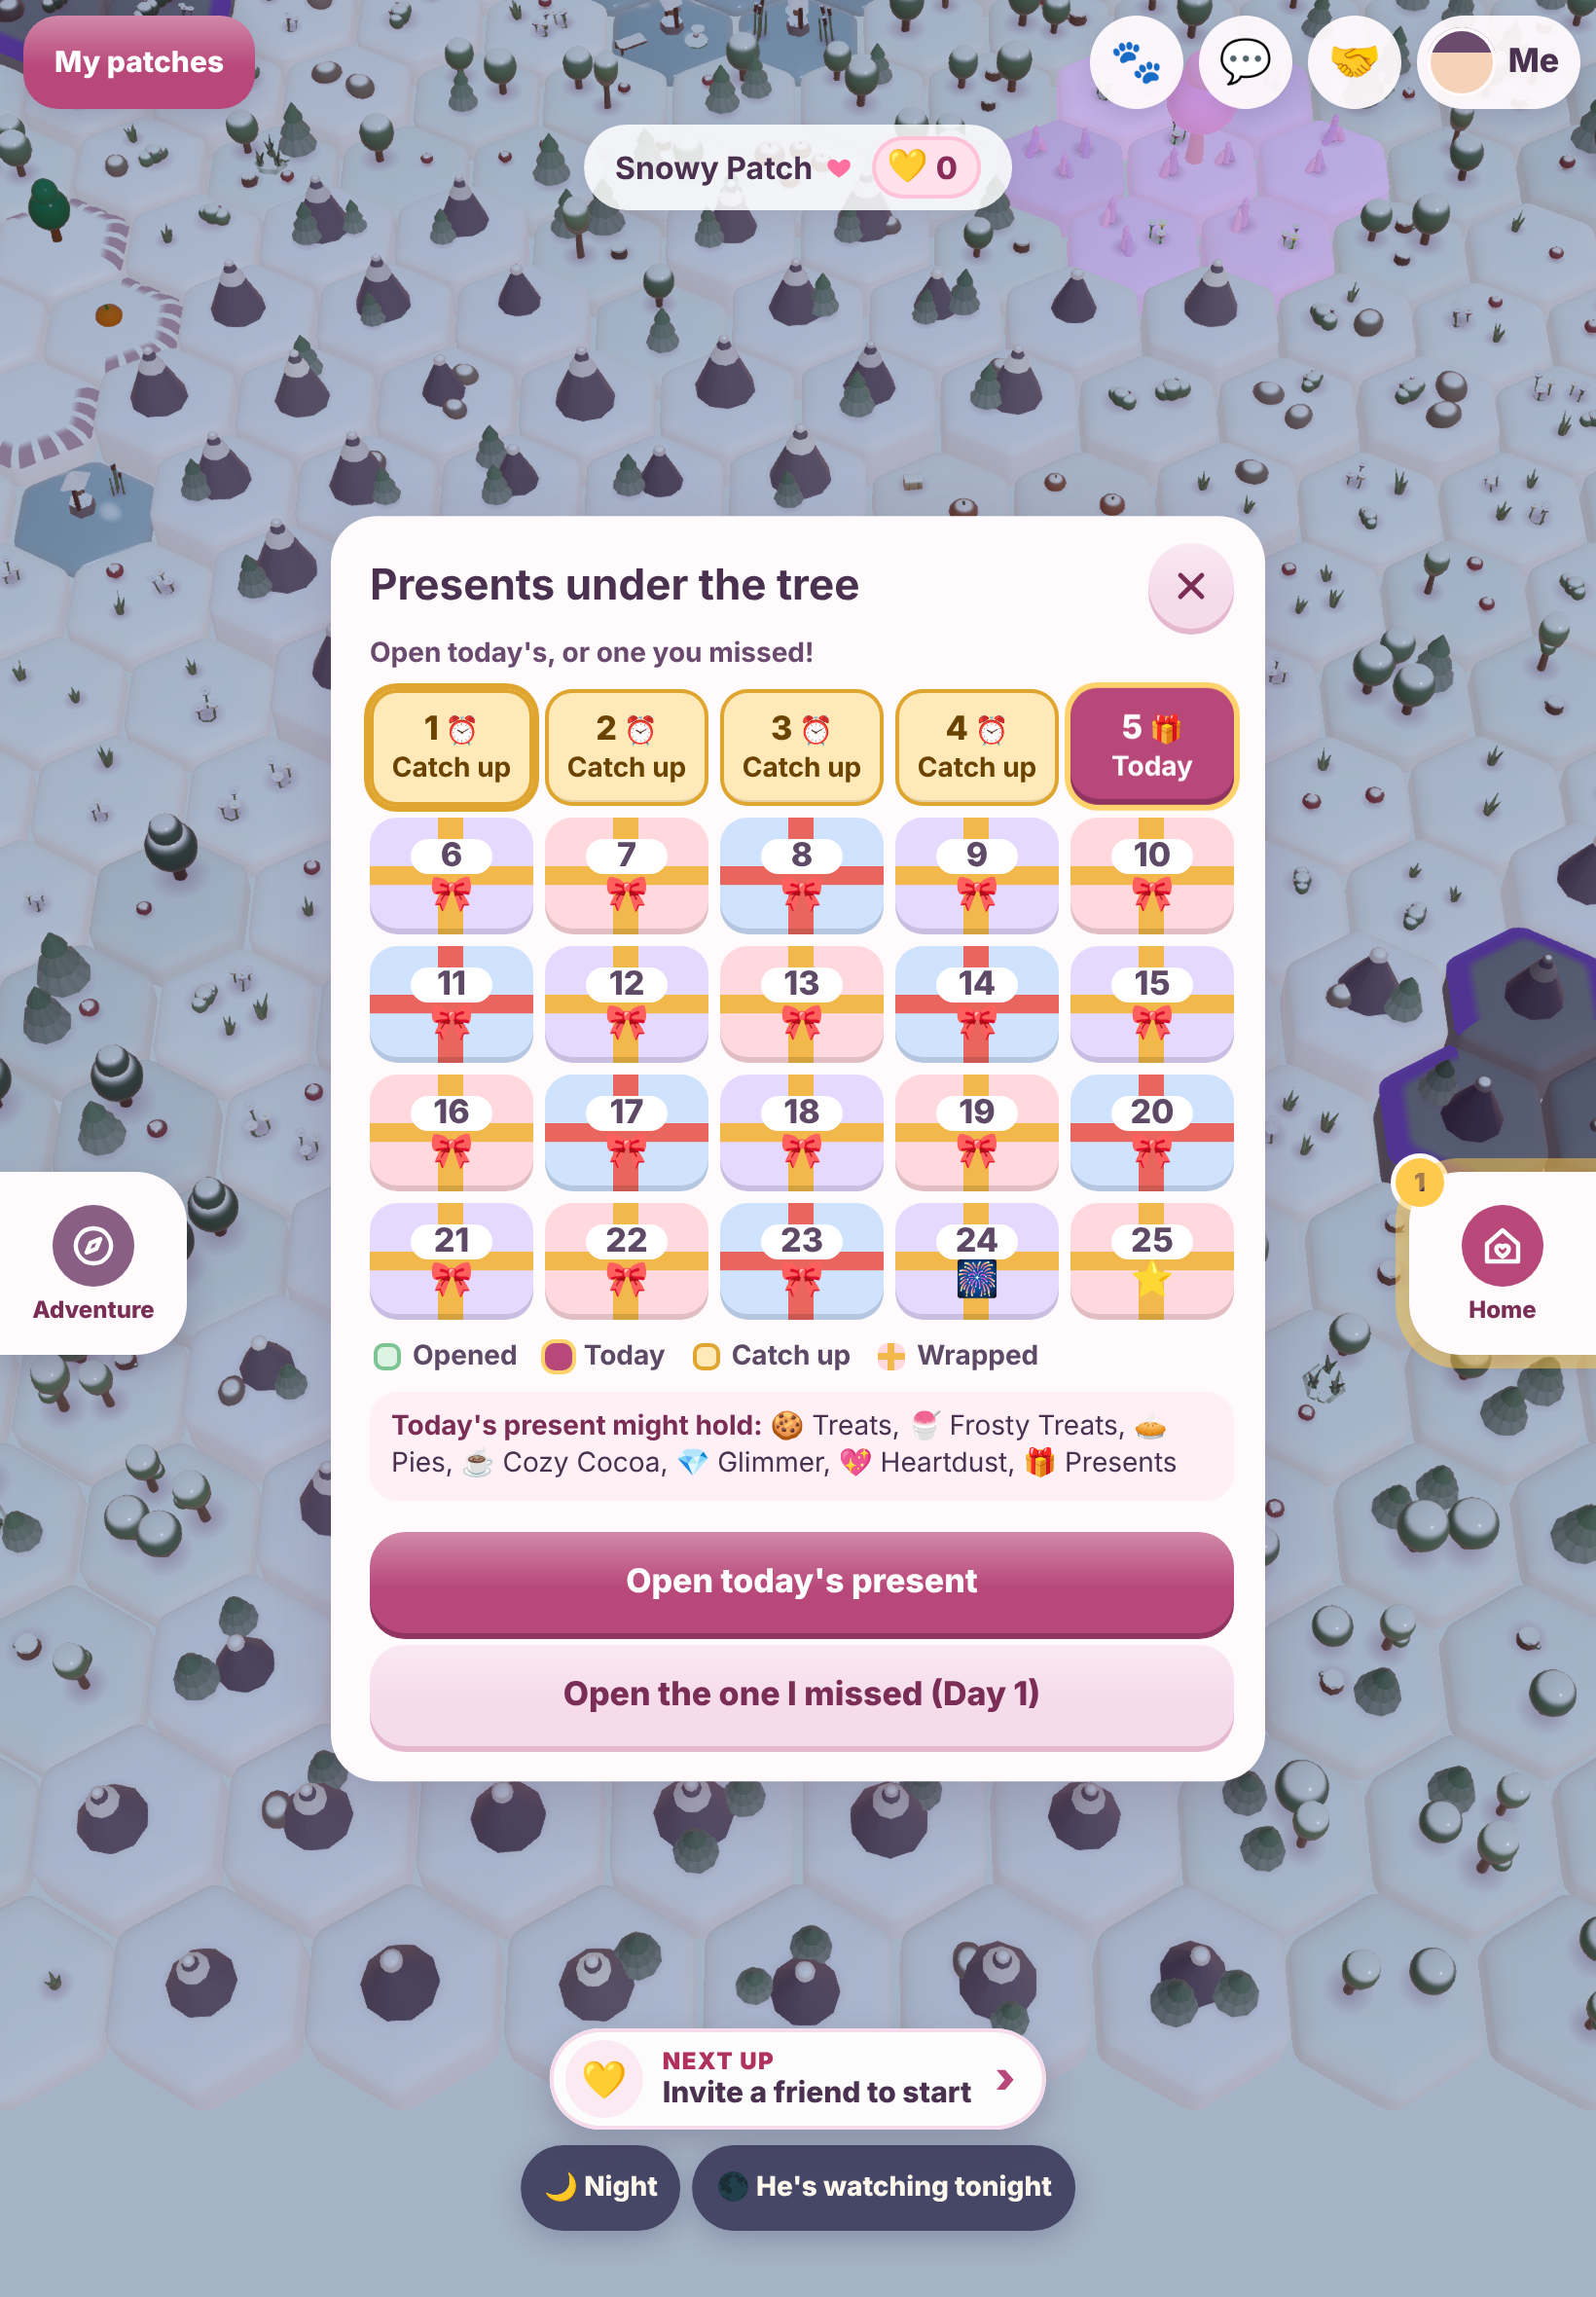 My patches
Me
Snowy Patch
0
Presents under the tree
Open today's, or one you missed!
1
Catch up
2
Catch up
3
Catch up
4
Catch up
5
Today
6
7
8
9
10
11
12
13
14
15
16
17
18
19
20
21
22
23
24
25
Opened
Today
Catch up
Wrapped
Today's present might hold: Treats, Frosty Treats,
Pies, Cozy Cocoa, Glimmer, Heartdust, Presents
Open today's present
Open the one I missed (Day 1)
Adventure
1
Home
NEXT UP
Invite a friend to start
Night
He's watching tonight